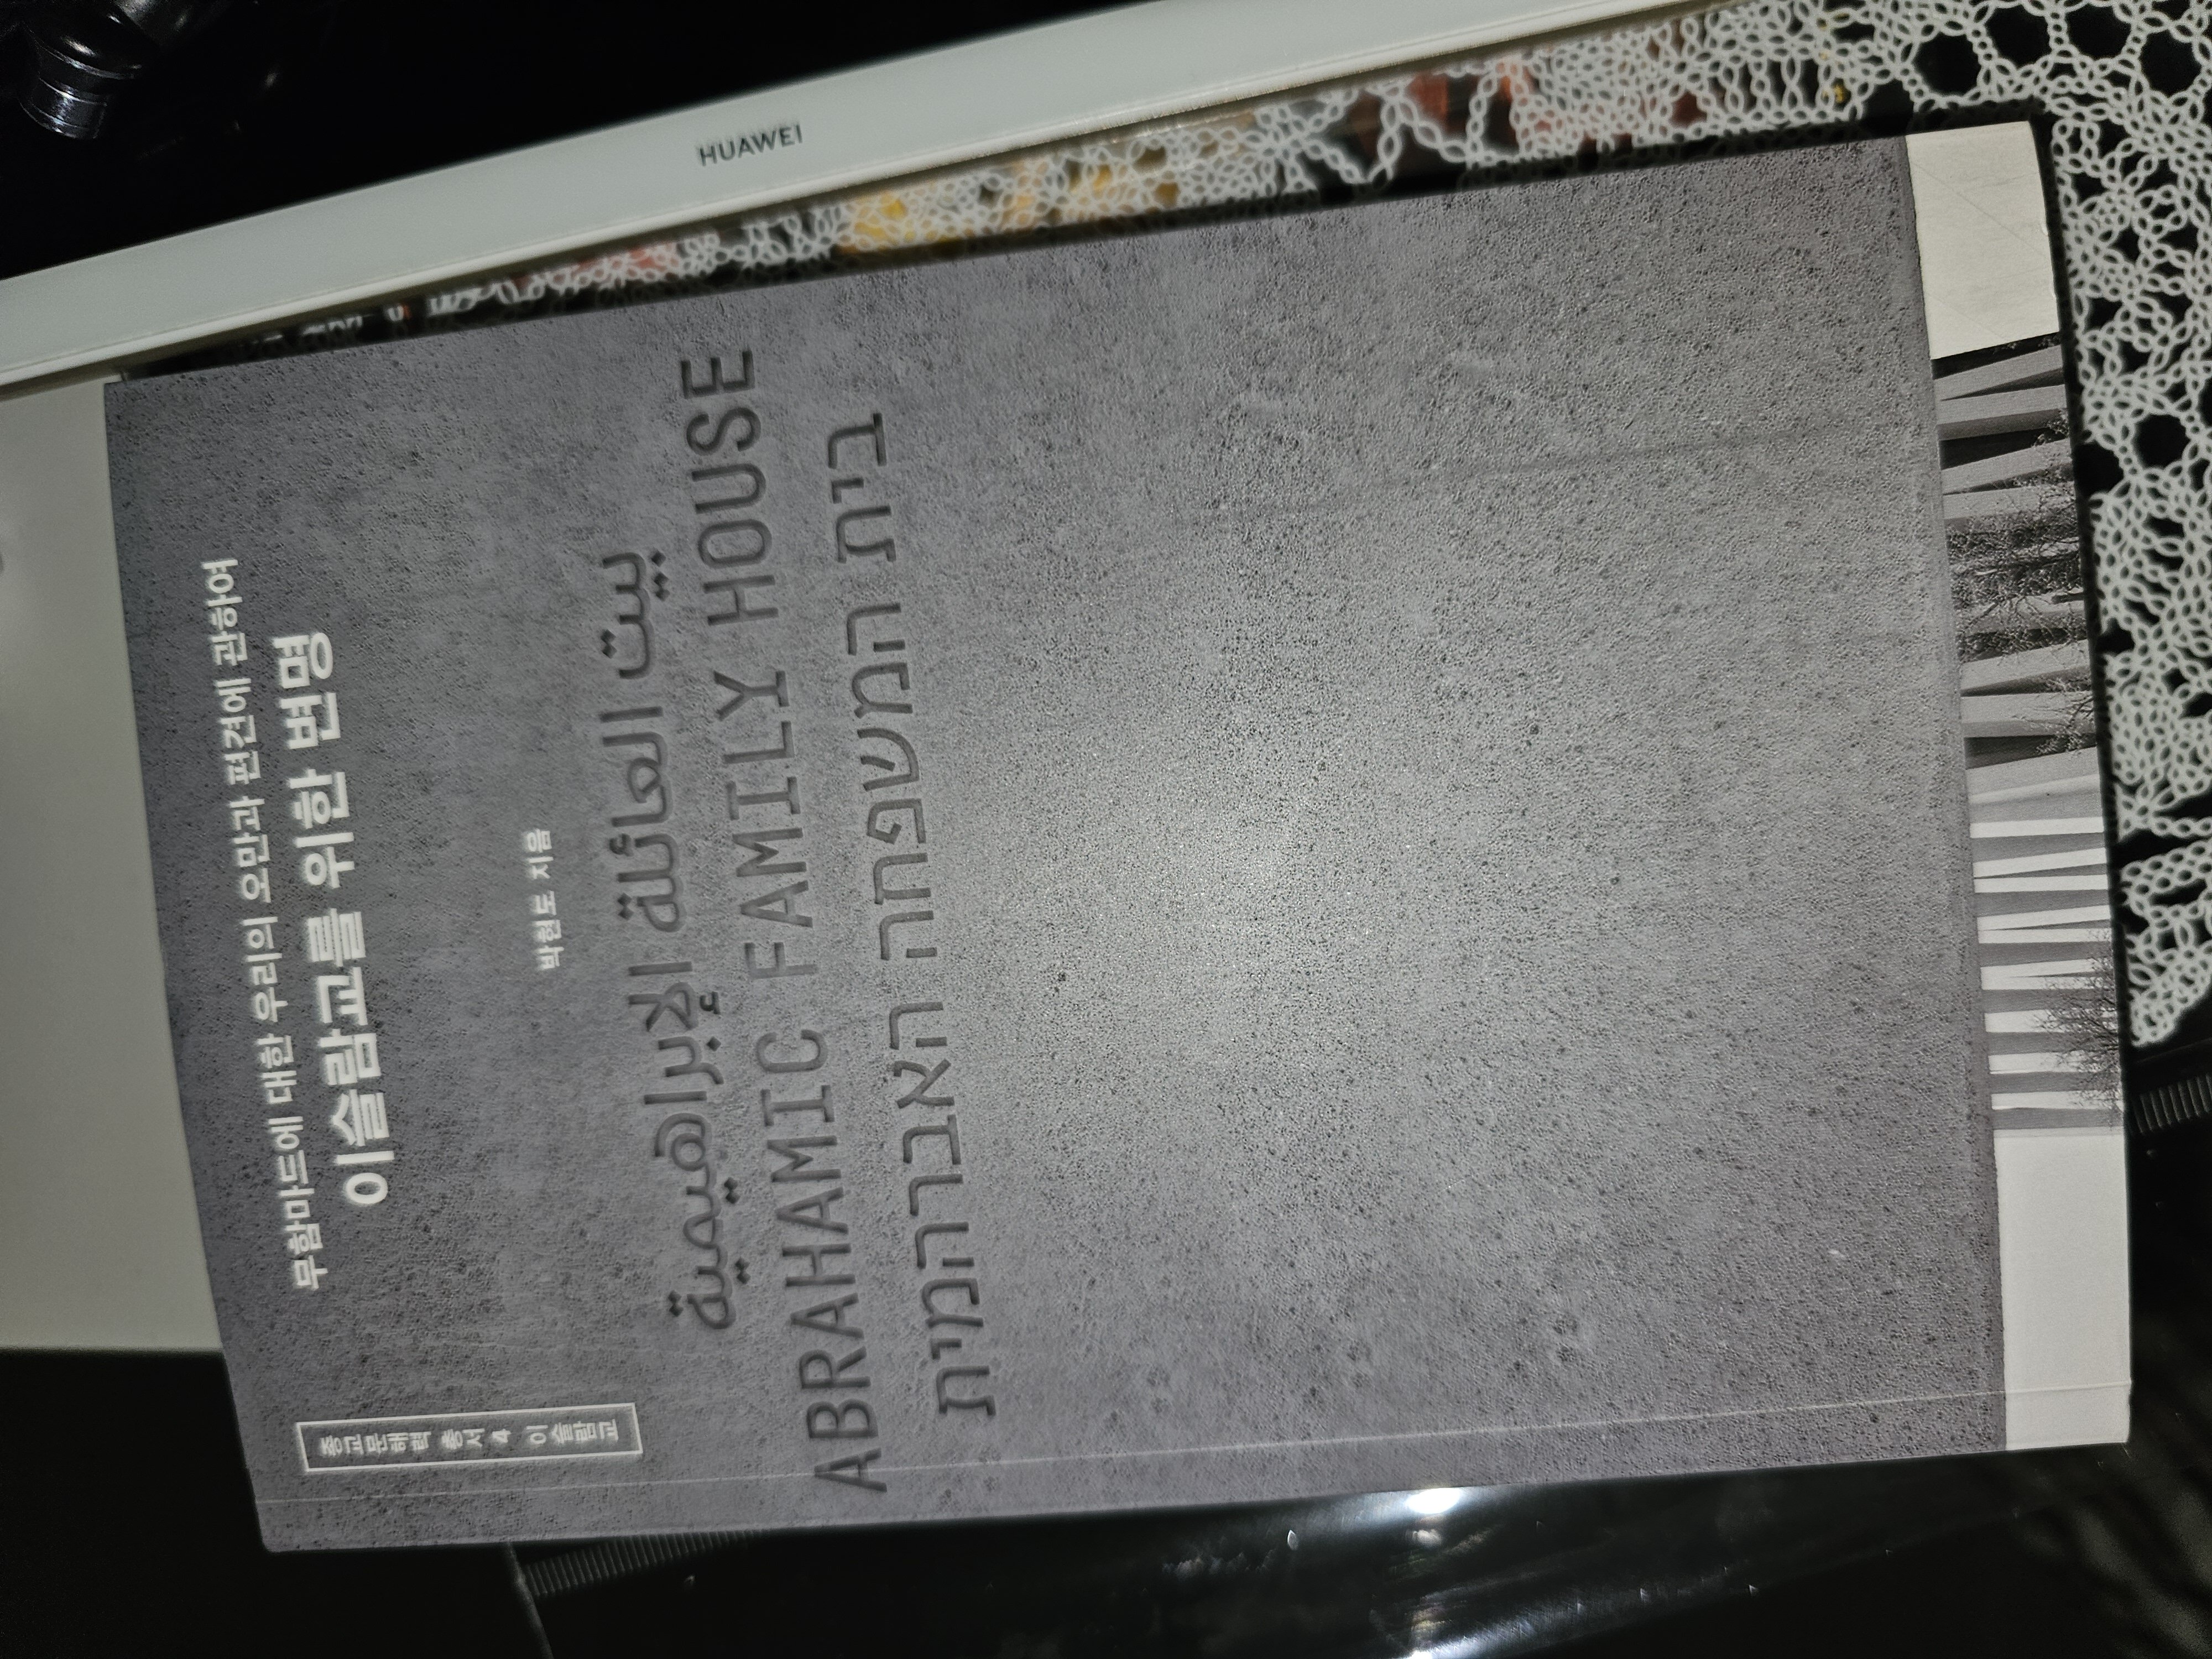 HUAWEI
무함마드에 대한 우리의 오만과 편견에 관하여
이슬람교를 위한 변명
박현도 지음
종교문해력 총서 4 이슬람교
بيت العائلة الإبراهيمية
ABRAHAMIC FAMILY HOUSE
בית המשפחה האברהמית